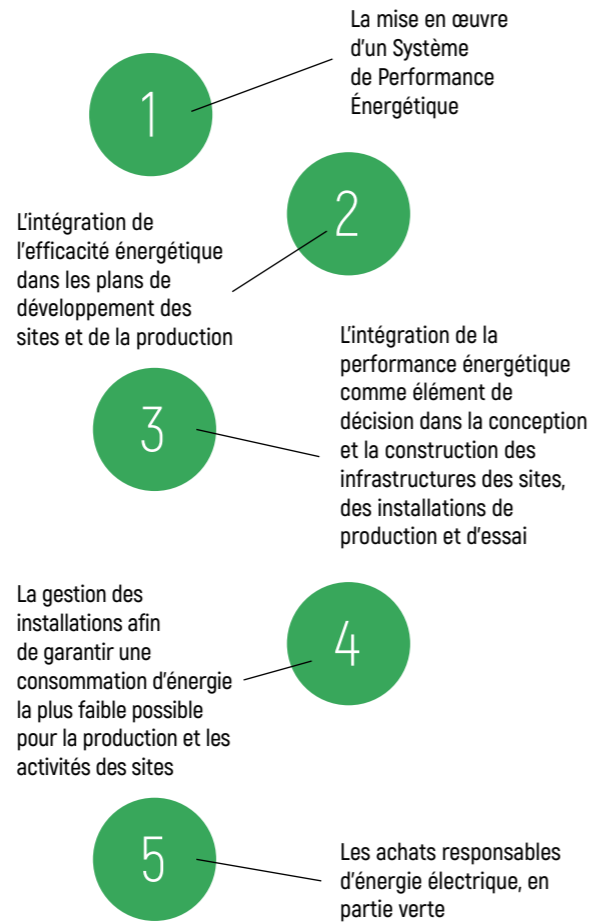 1
La mise en œuvre
d'un Système
de Performance
Énergétique
2
L'intégration de
l'efficacité énergétique
dans les plans de
développement des
sites et de la production
3
L'intégration de la
performance énergétique
comme élément de
décision dans la conception
et la construction des
infrastructures des sites,
des installations de
production et d'essai
4
La gestion des
installations afin
de garantir une
consommation d'énergie
la plus faible possible
pour la production et les
activités des sites
5
Les achats responsables
d'énergie électrique, en
partie verte